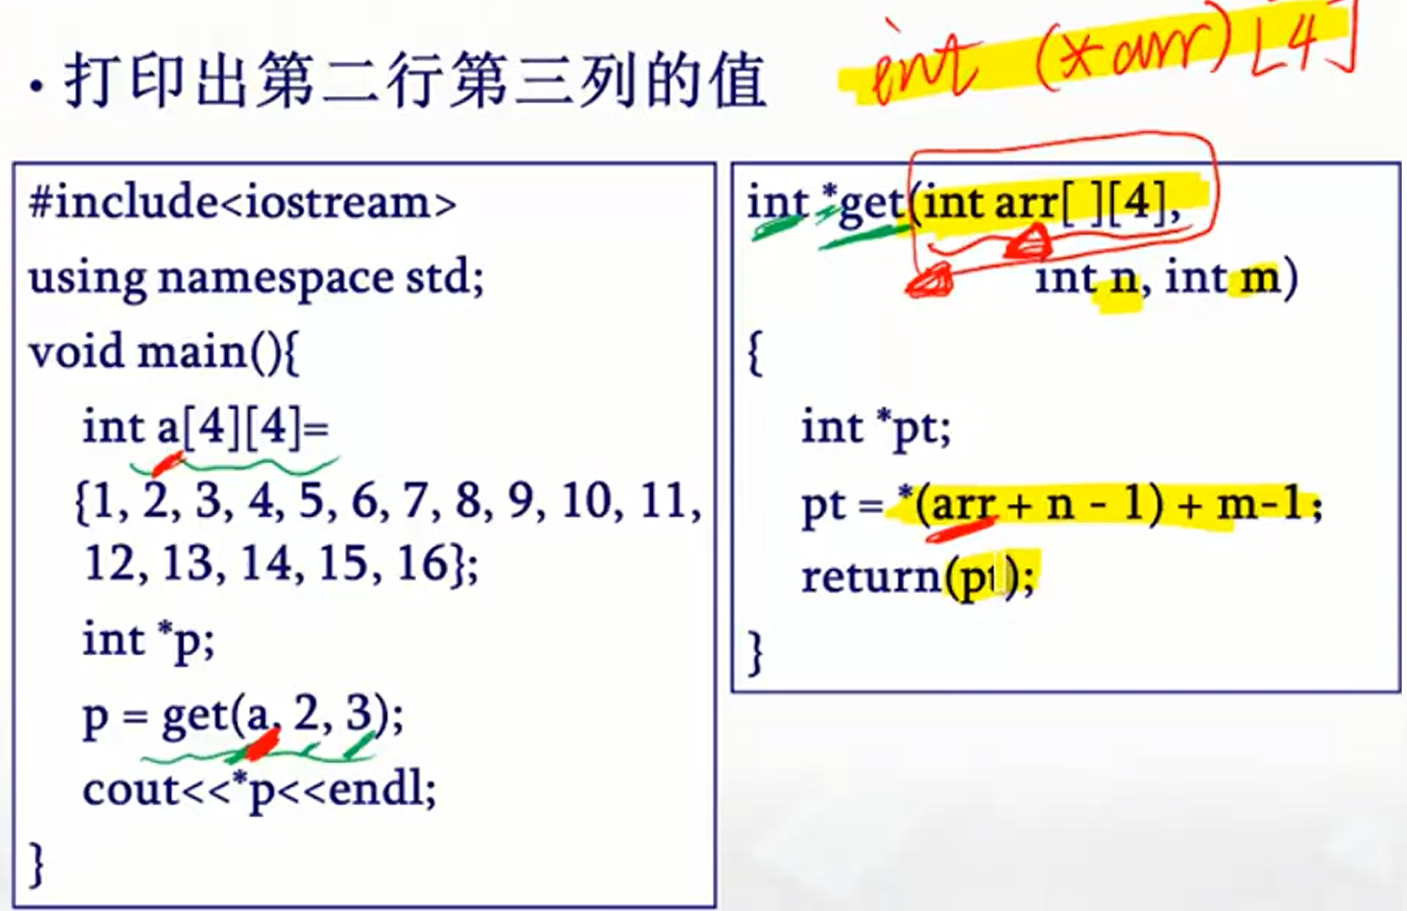 • 打印出第二行第三列的值
int (*arr)[4]
#include<iostream>
using namespace std;
void main(){
int a[4][4]=
{1, 2, 3, 4, 5, 6, 7, 8, 9, 10, 11,
12, 13, 14, 15, 16};
int *p;
p = get(a, 2, 3);
cout<<*p<<endl;
}
int *get(int arr[ ][4],
int n, int m)
{
int *pt;
pt = *(arr + n - 1) + m-1;
return(pt);
}